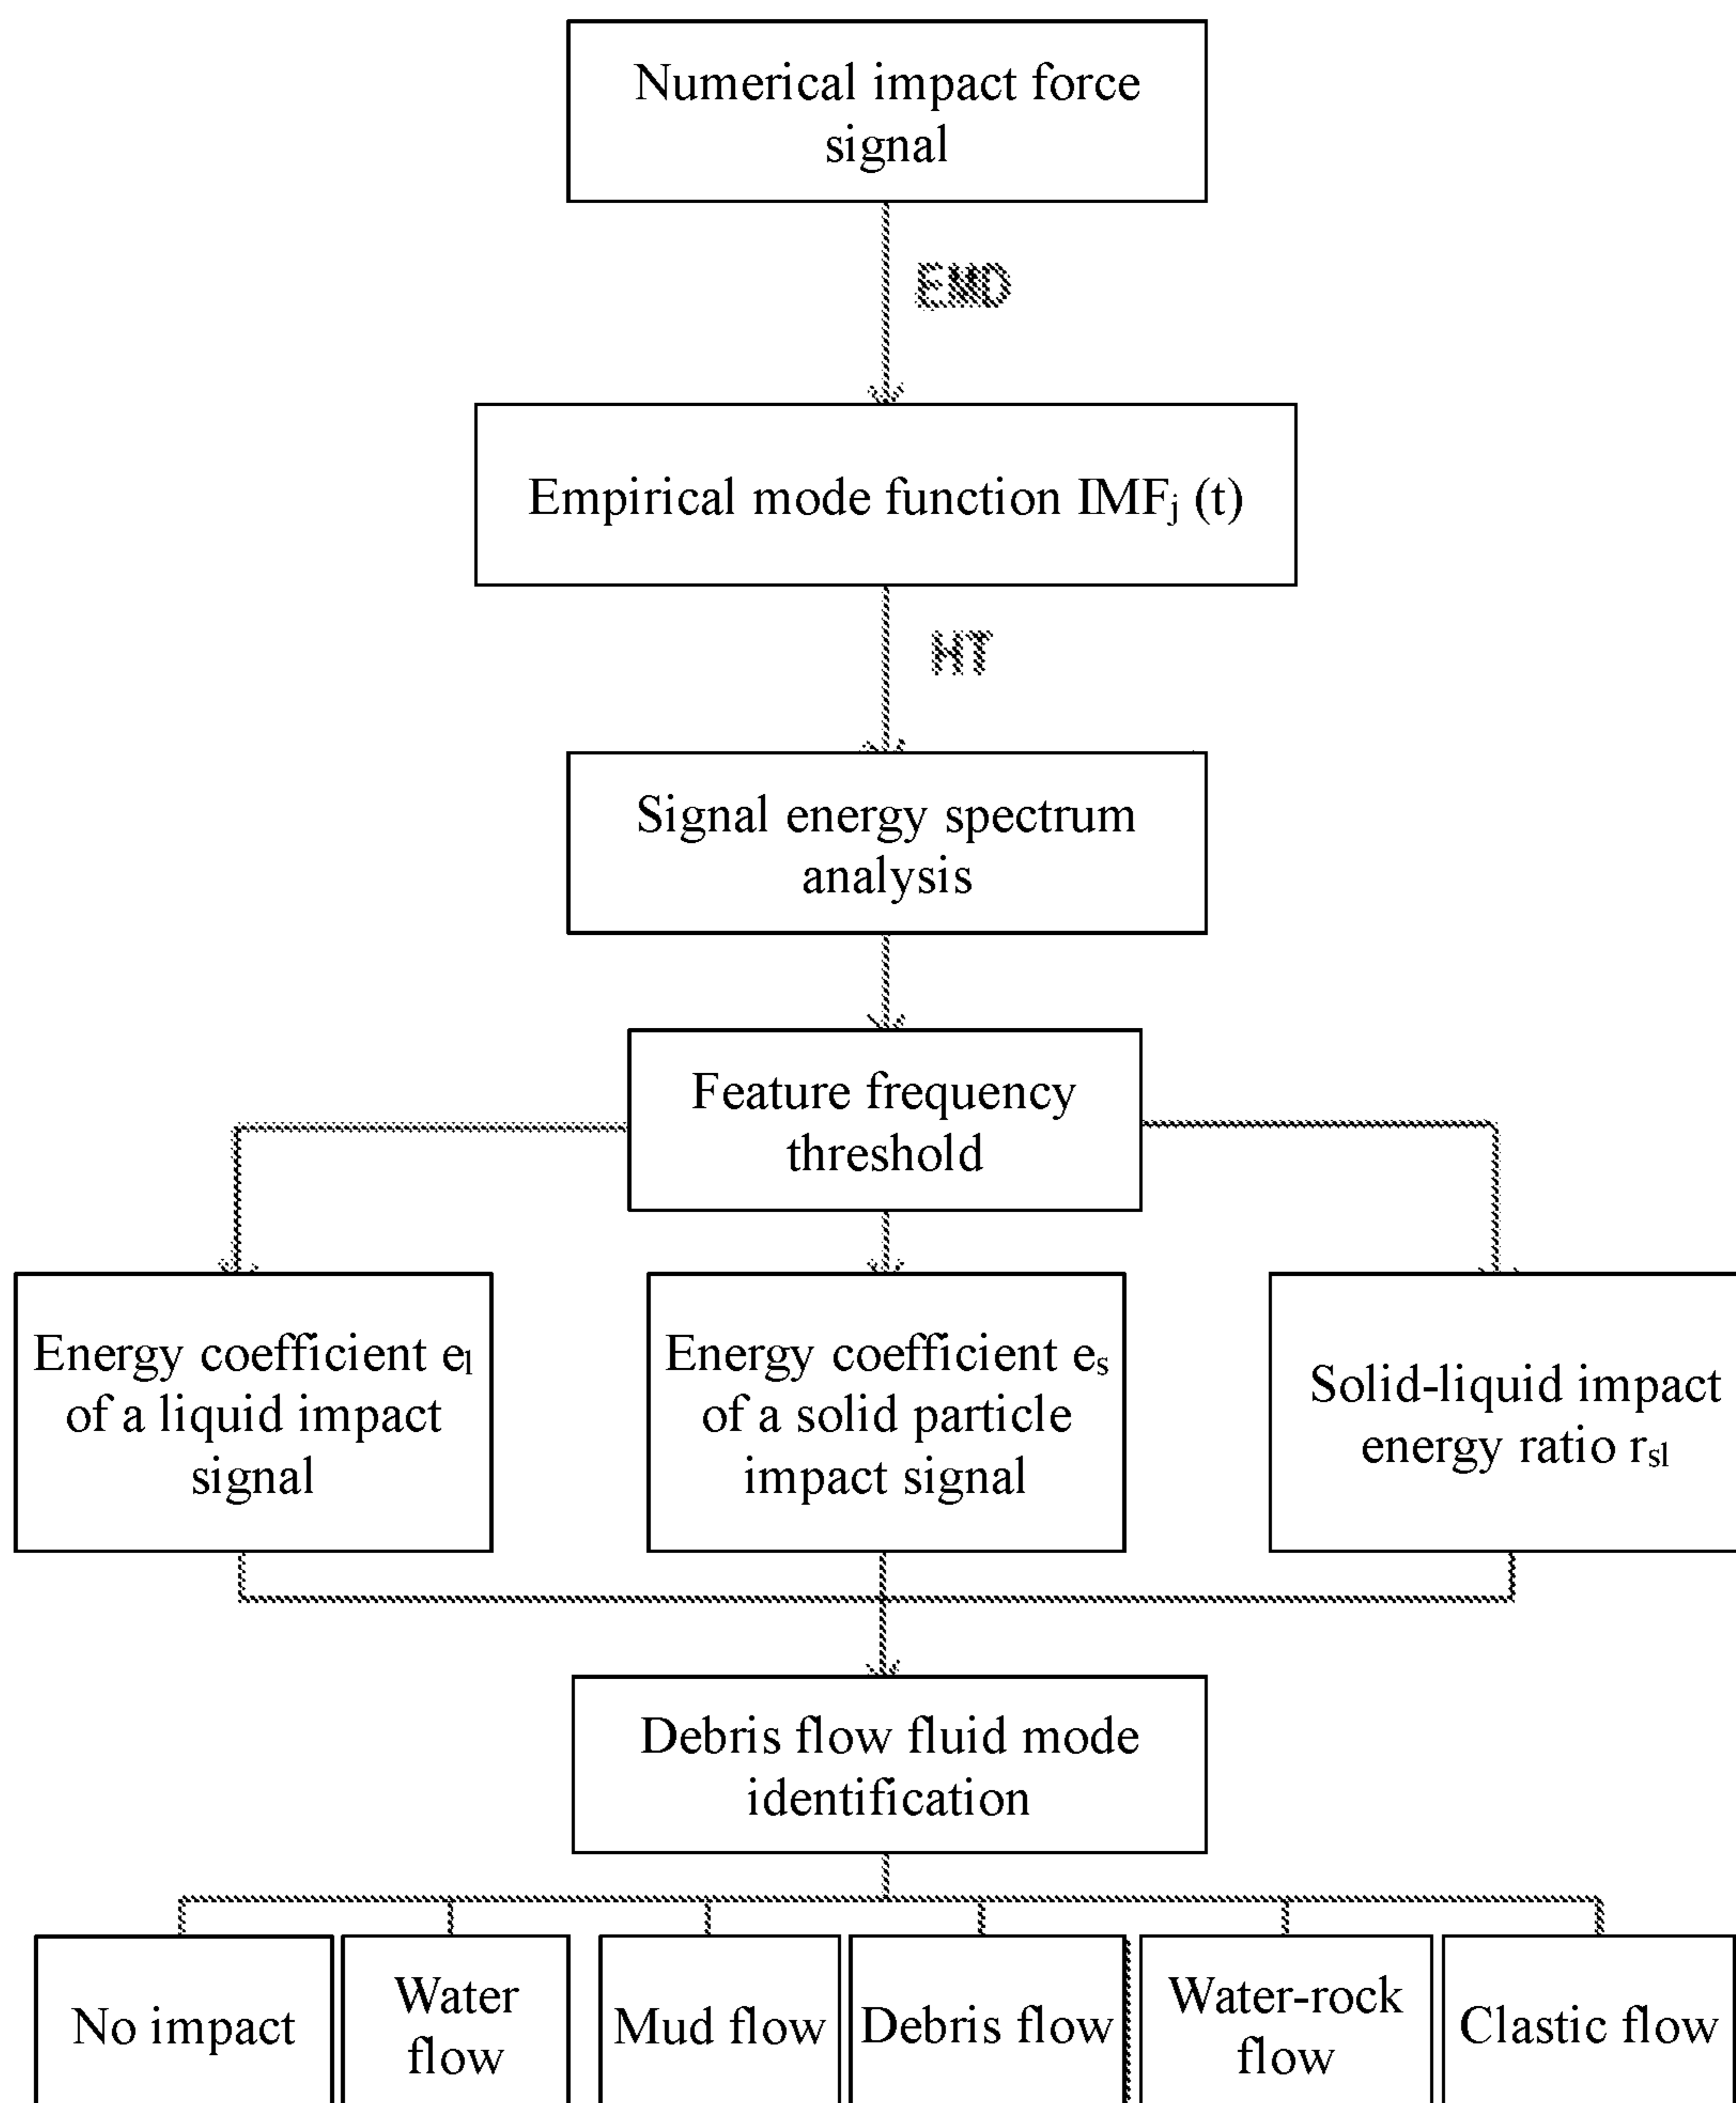 Numerical impact force
signal
EMD
Empirical mode function IMFj (t)
HT
Signal energy spectrum
analysis
Feature frequency
threshold
Energy coefficient el
of a liquid impact
signal
Energy coefficient es
of a solid particle
impact signal
Solid-liquid impact
energy ratio rsl
Debris flow fluid mode
identification
No impact
Water
flow
Mud flow
Debris flow
Water-rock
flow
Clastic flow